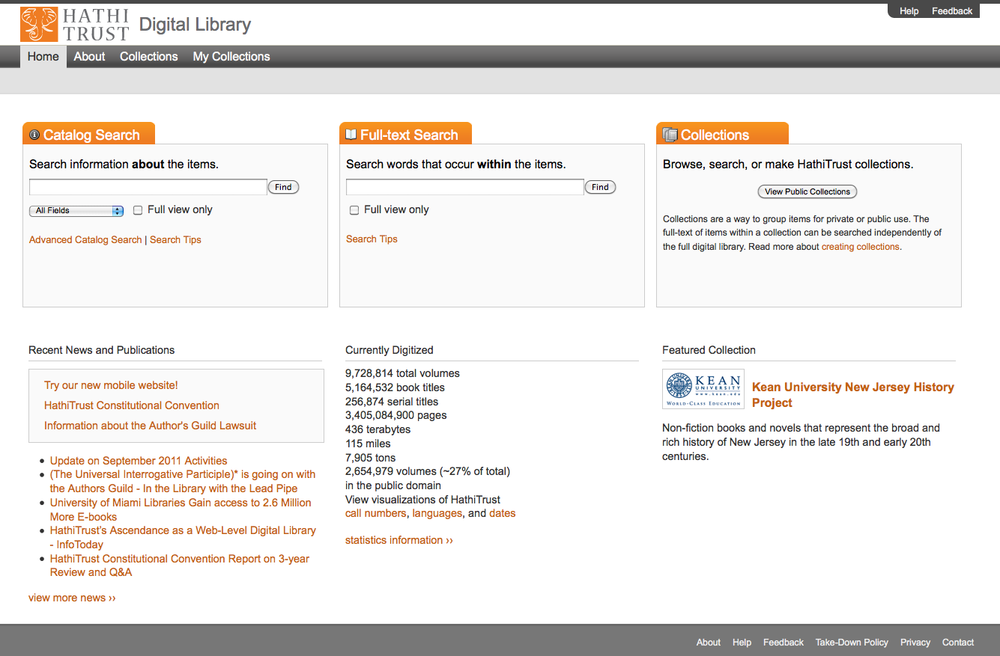 HATHI
TRUST
Digital Library
Help Feedback
Home About Collections My Collections
Catalog Search
Search information about the items.
Find
All Fields Full view only
Advanced Catalog Search | Search Tips
Full-text Search
Search words that occur within the items.
Find
Full view only
Search Tips
Collections
Browse, search, or make HathiTrust collections.
View Public Collections
Collections are a way to group items for private or public use. The
full-text of items within a collection can be searched independently of
the full digital library. Read more about creating collections.
Recent News and Publications
Try our new mobile website!
HathiTrust Constitutional Convention
Information about the Author's Guild Lawsuit
Update on September 2011 Activities
(The Universal Interrogative Participle)* is going on with
the Authors Guild - In the Library with the Lead Pipe
University of Miami Libraries Gain access to 2.6 Million
More E-books
HathiTrust's Ascendance as a Web-Level Digital Library
- InfoToday
HathiTrust Constitutional Convention Report on 3-year
Review and Q&A
view more news ››
Currently Digitized
9,728,814 total volumes
5,164,532 book titles
256,874 serial titles
3,405,084,900 pages
436 terabytes
115 miles
7,905 tons
2,654,979 volumes (~27% of total)
in the public domain
View visualizations of HathiTrust
call numbers, languages, and dates
statistics information ››
Featured Collection
KEAN
UNIVERSITY
www.kean.edu
WORLD-CLASS EDUCATION
Kean University New Jersey History
Project
Non-fiction books and novels that represent the broad and
rich history of New Jersey in the late 19th and early 20th
centuries.
About Help Feedback Take-Down Policy Privacy Contact